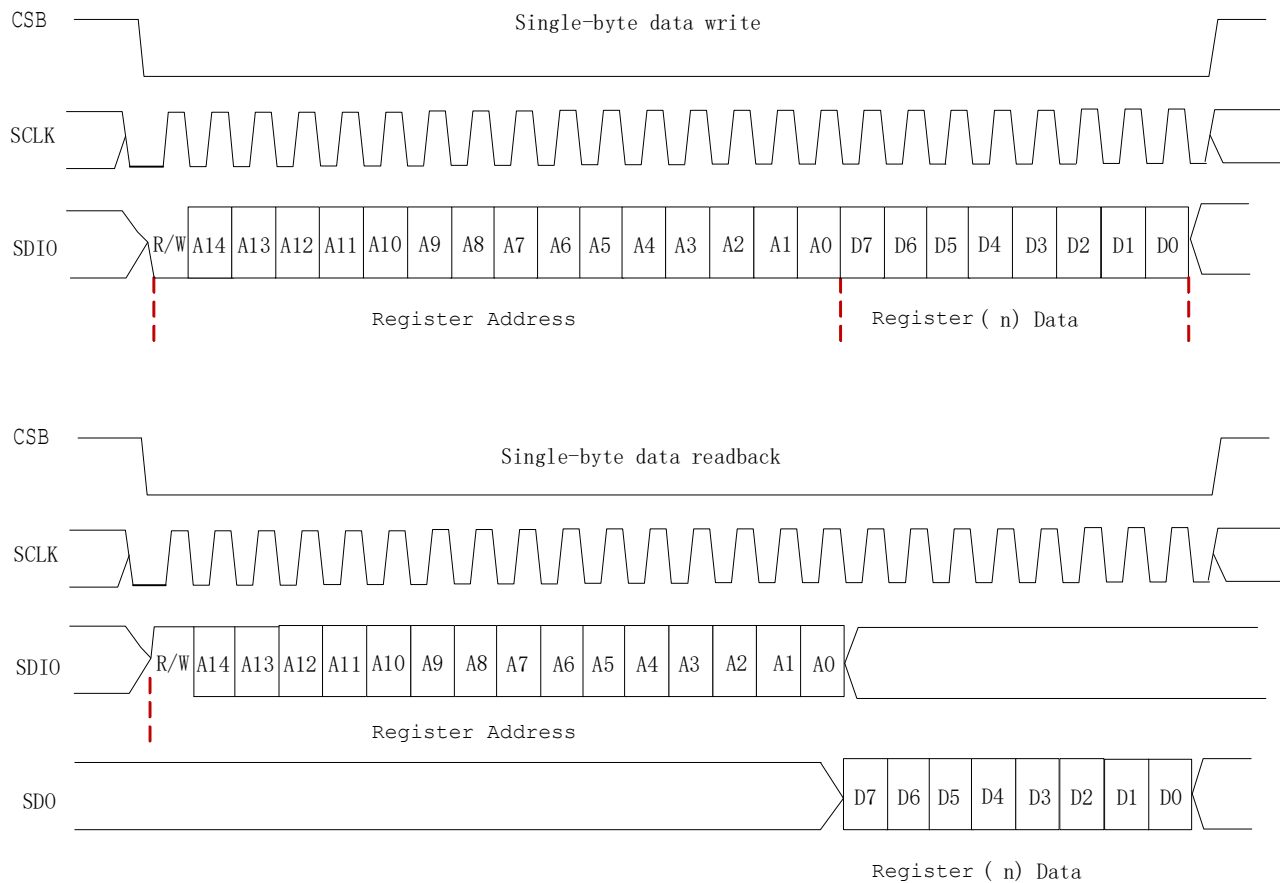 CSB
Single-byte data write
SCLK
SDIO
R/W A14 A13 A12 A11 A10 A9 A8 A7 A6 A5 A4 A3 A2 A1 A0 D7 D6 D5 D4 D3 D2 D1 D0
Register Address
Register ( n) Data
CSB
Single-byte data readback
SCLK
SDIO
R/W A14 A13 A12 A11 A10 A9 A8 A7 A6 A5 A4 A3 A2 A1 A0
Register Address
SDO
D7 D6 D5 D4 D3 D2 D1 D0
Register ( n) Data